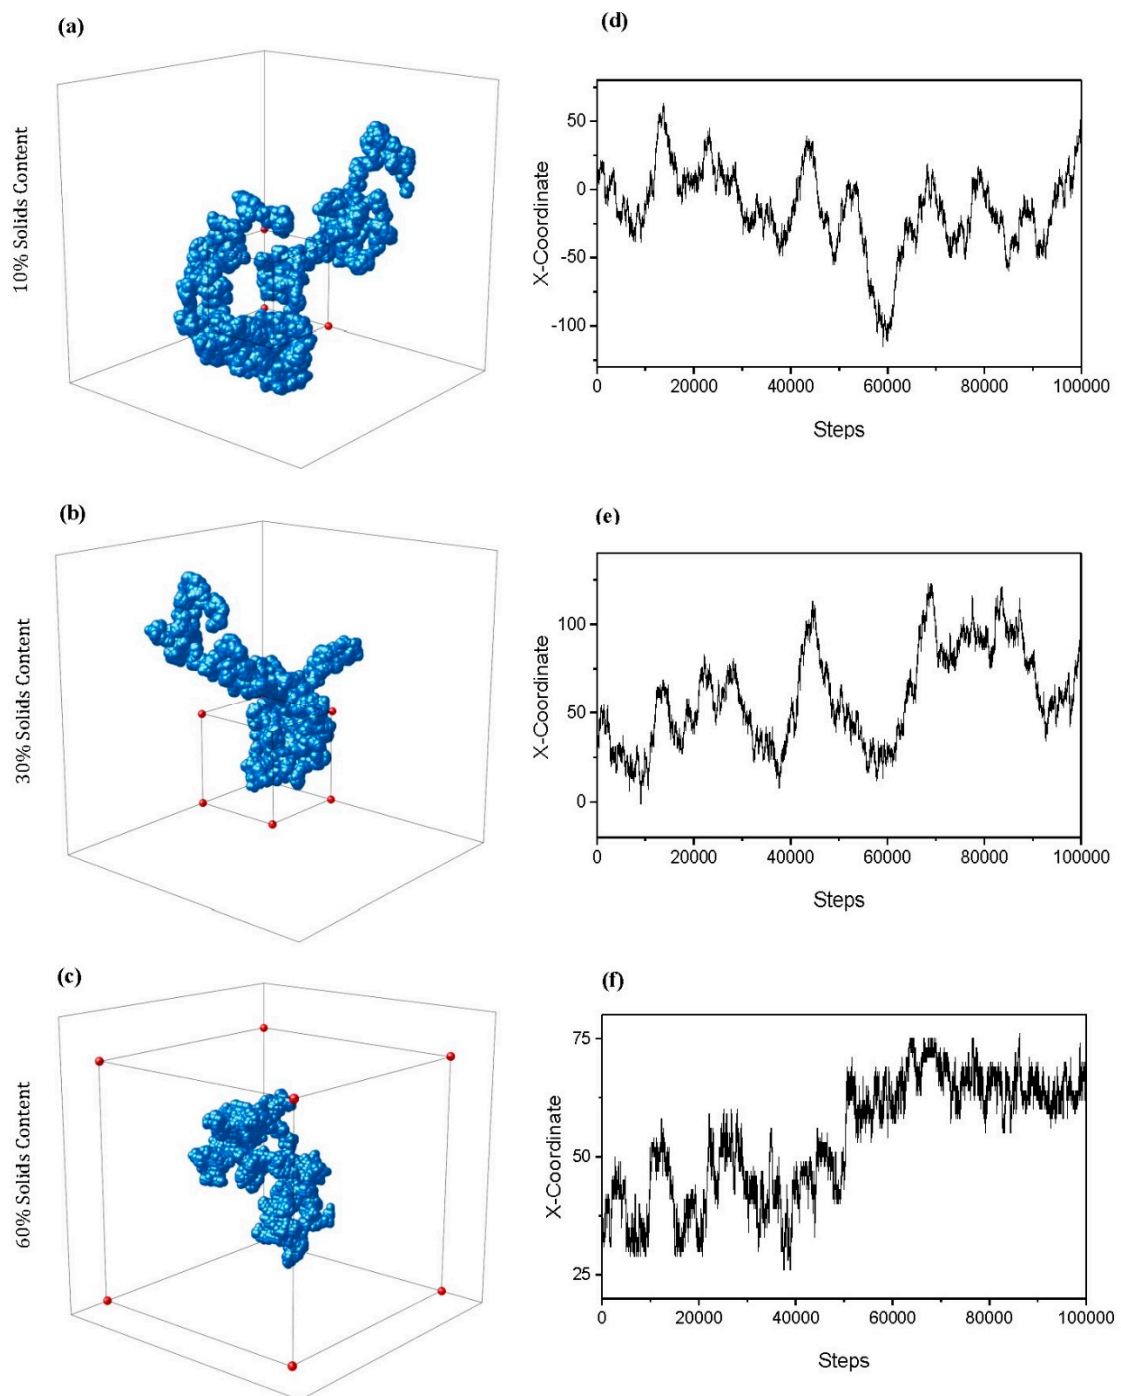 (a)
10% Solids Content
(d)
50
0
-50
-100
X-Coordinate
0 20000 40000 60000 80000 100000
Steps
(b)
30% Solids Content
(e)
100
50
0
X-Coordinate
0 20000 40000 60000 80000 100000
Steps
(c)
60% Solids Content
(f)
75
50
25
X-Coordinate
0 20000 40000 60000 80000 100000
Steps